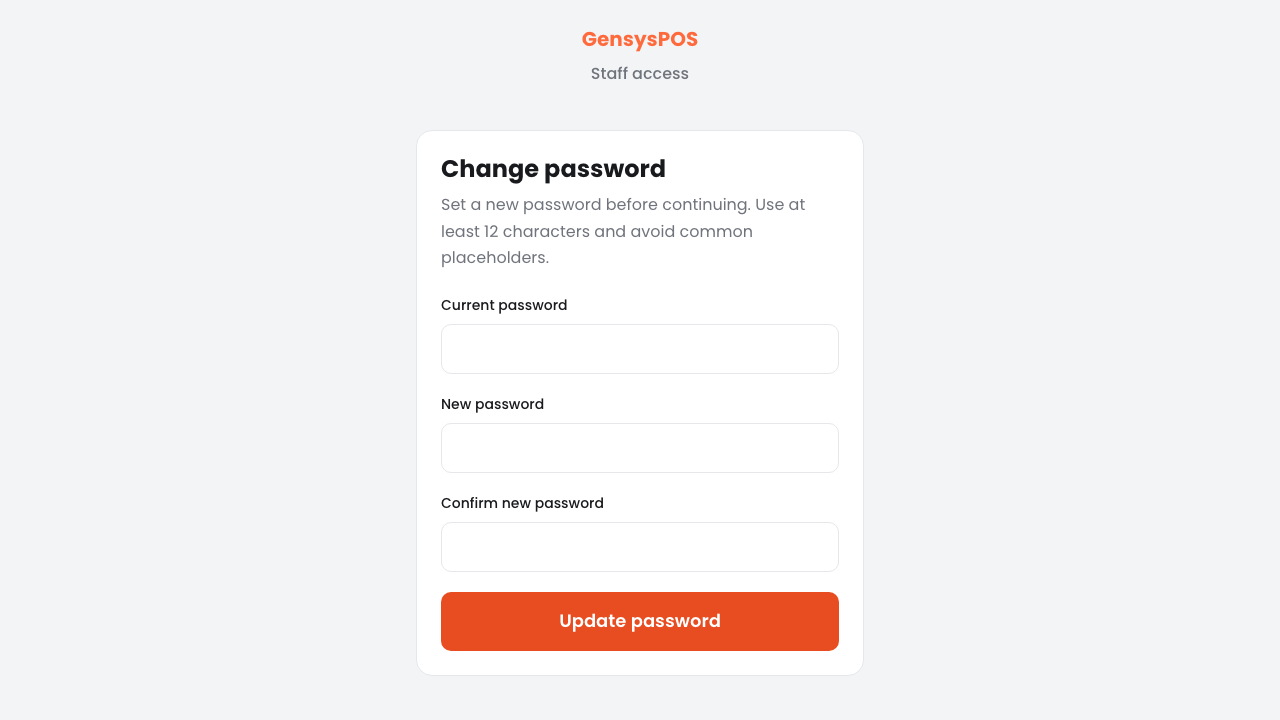 GensysPOS
Staff access
Change password
Set a new password before continuing. Use at
least 12 characters and avoid common
placeholders.
Current password
New password
Confirm new password
Update password